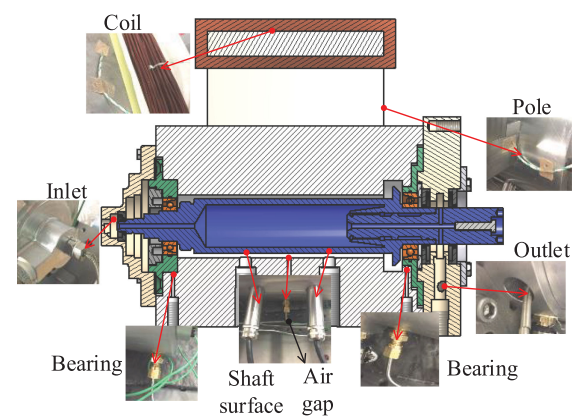 Coil
Pole
Inlet
Outlet
Bearing
Shaft
surface
Air
gap
Bearing